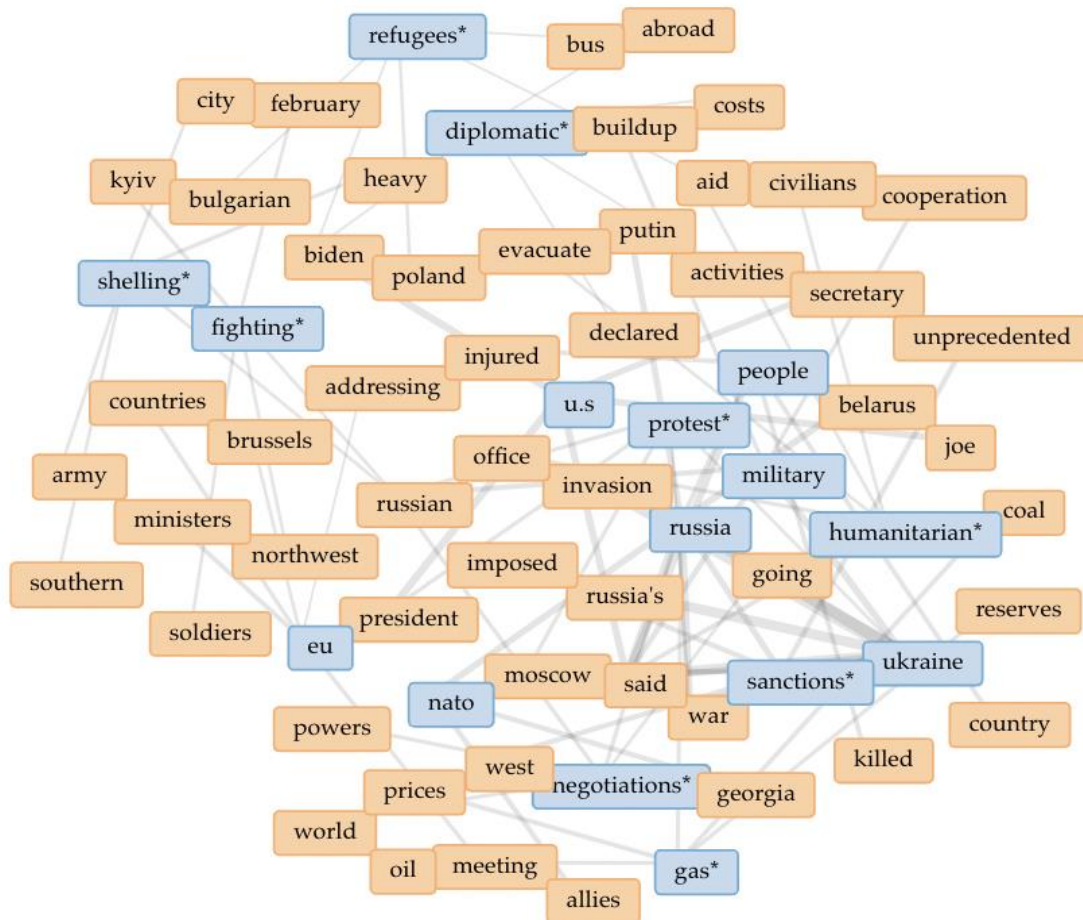 refugees*
bus
abroad
city
february
diplomatic*
buildup
costs
kyiv
bulgarian
heavy
aid
civilians
cooperation
biden
poland
evacuate
putin
activities
secretary
shelling*
fighting*
declared
unprecedented
injured
addressing
people
u.s
belarus
countries
brussels
protest*
joe
office
army
russian
invasion
military
ministers
coal
russia
humanitarian*
northwest
imposed
going
southern
russia's
reserves
soldiers
president
eu
ukraine
moscow
said
sanctions*
nato
war
powers
country
west
killed
prices
negotiations*
georgia
world
oil
meeting
gas*
allies